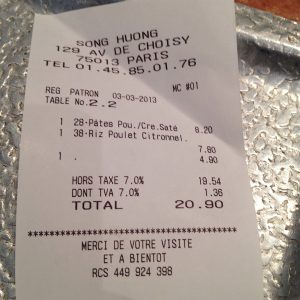 SONG HUONG
129 AV DE CHOISY
75013 PARIS
TEL 01.45.85.01.76
REG PATRON 03-03-2013 MC #01
TABLE No.2.2
1 28-Pâtes Pou./Cre.Saté 8.20
1 38-Riz Poulet Citronnel.
7.80
1 . 4.90
HORS TAXE 7.0% 19.54
DONT TVA 7.0% 1.36
TOTAL 20.90
****************************************
MERCI DE VOTRE VISITE
ET A BIENTOT
RCS 449 924 398